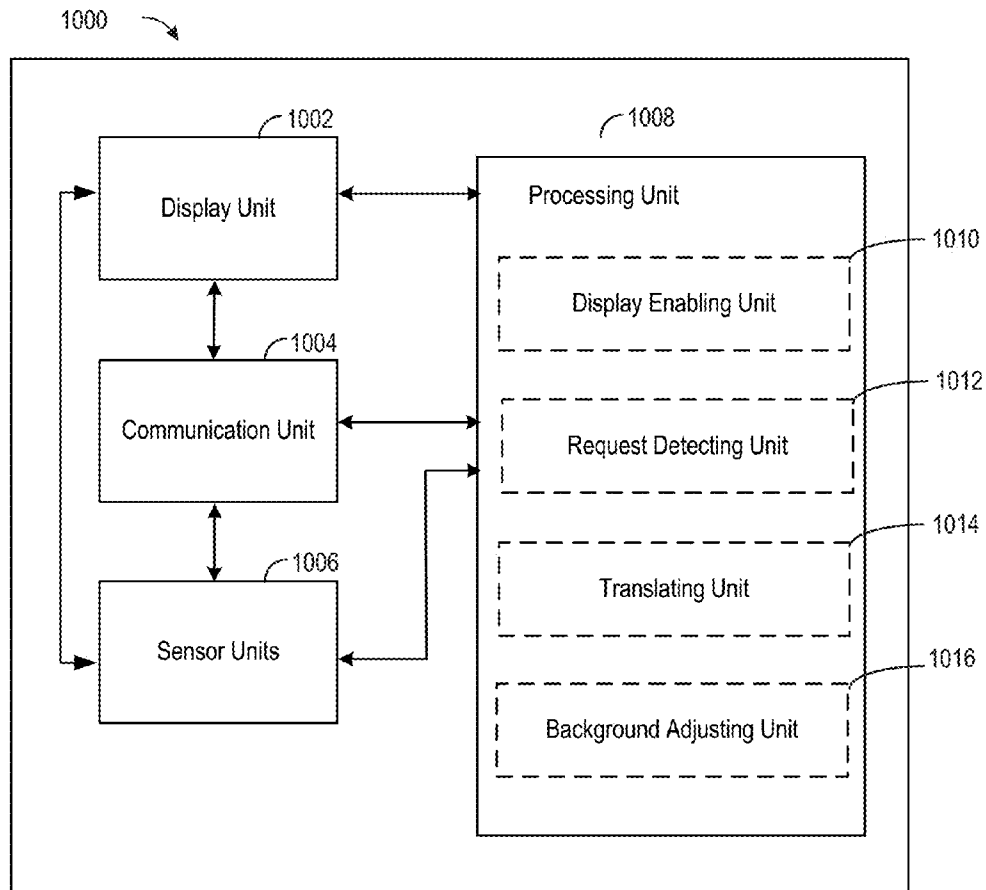 1000
1002
Display Unit
1004
Communication Unit
1006
Sensor Units
1008
Processing Unit
1010
Display Enabling Unit
1012
Request Detecting Unit
1014
Translating Unit
1016
Background Adjusting Unit